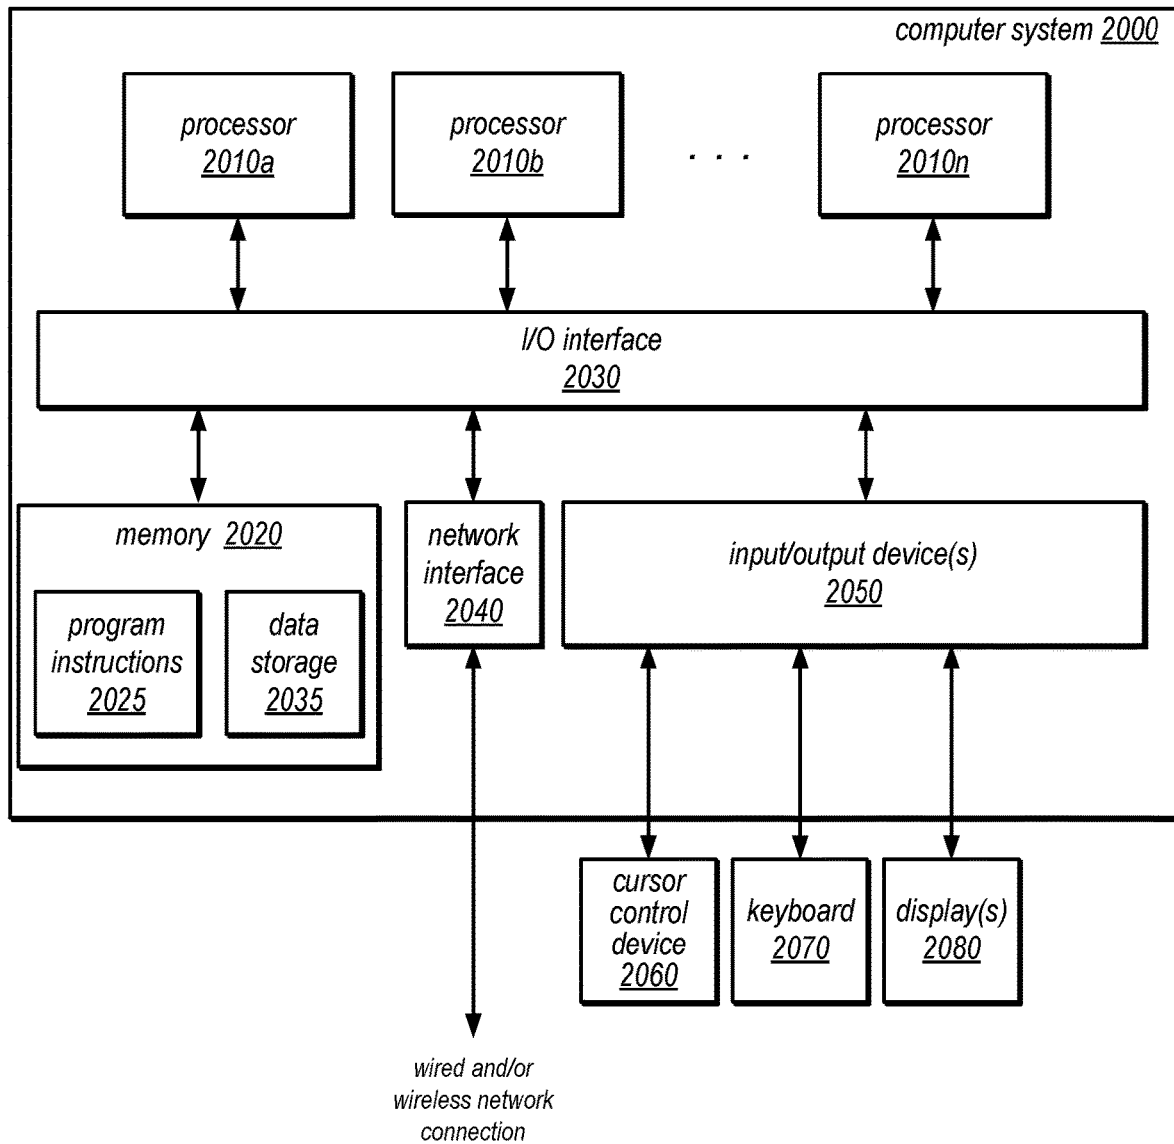 computer system 2000
processor
2010a
processor
2010b
. . .
processor
2010n
I/O interface
2030
memory 2020
program
instructions
2025
data
storage
2035
network
interface
2040
input/output device(s)
2050
cursor
control
device
2060
keyboard
2070
display(s)
2080
wired and/or
wireless network
connection